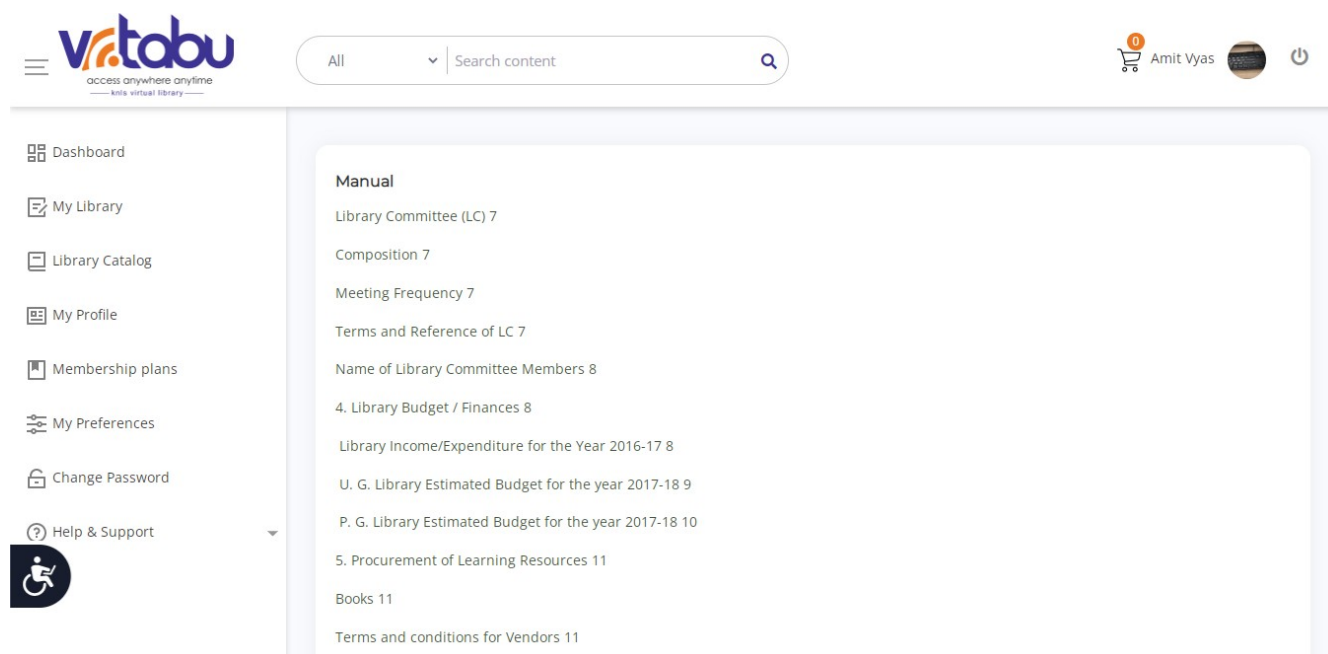 vrtabu
access anywhere anytime
knls virtual library
All
Search content
0
Amit Vyas
Dashboard
My Library
Library Catalog
My Profile
Membership plans
My Preferences
Change Password
Help & Support
Manual
Library Committee (LC) 7
Composition 7
Meeting Frequency 7
Terms and Reference of LC 7
Name of Library Committee Members 8
4. Library Budget / Finances 8
Library Income/Expenditure for the Year 2016-17 8
U. G. Library Estimated Budget for the year 2017-18 9
P. G. Library Estimated Budget for the year 2017-18 10
5. Procurement of Learning Resources 11
Books 11
Terms and conditions for Vendors 11